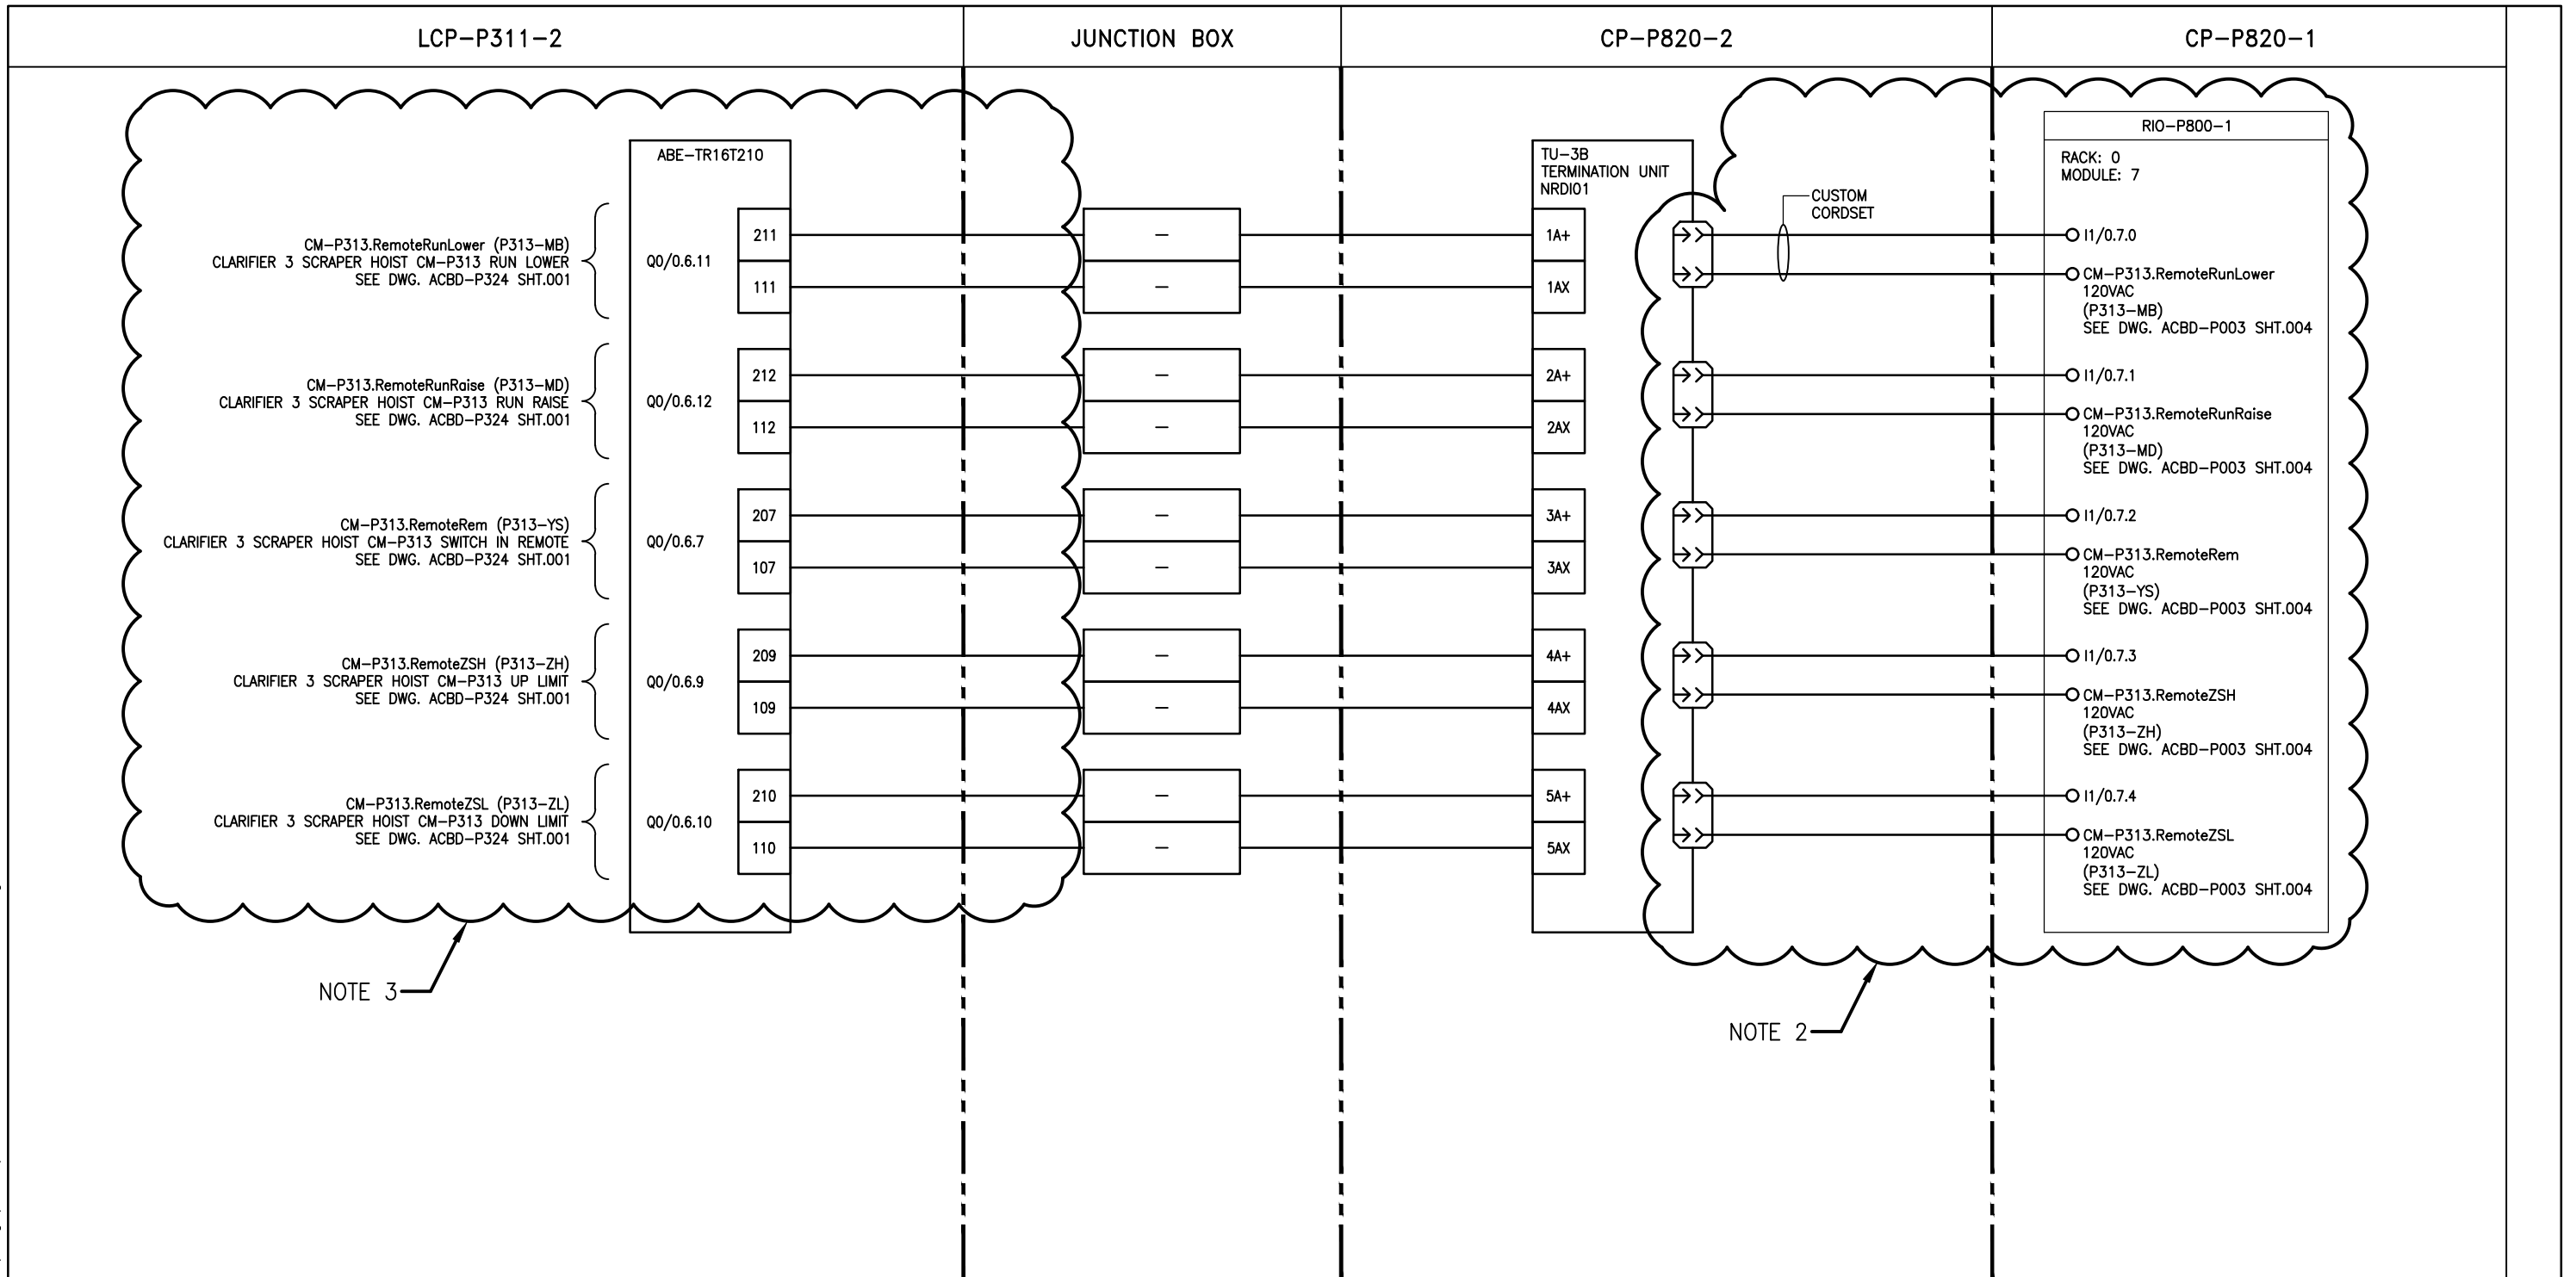 LCP-P311-2
JUNCTION BOX
CP-P820-2
CP-P820-1
ABE-TR16T210
CM-P313.RemoteRunLower (P313-MB)
CLARIFIER 3 SCRAPER HOIST CM-P313 RUN LOWER
SEE DWG. ACBD-P324 SHT.001
Q0/0.6.11
211
111
CM-P313.RemoteRunRaise (P313-MD)
CLARIFIER 3 SCRAPER HOIST CM-P313 RUN RAISE
SEE DWG. ACBD-P324 SHT.001
Q0/0.6.12
212
112
CM-P313.RemoteRem (P313-YS)
CLARIFIER 3 SCRAPER HOIST CM-P313 SWITCH IN REMOTE
SEE DWG. ACBD-P324 SHT.001
Q0/0.6.7
207
107
CM-P313.RemoteZSH (P313-ZH)
CLARIFIER 3 SCRAPER HOIST CM-P313 UP LIMIT
SEE DWG. ACBD-P324 SHT.001
Q0/0.6.9
209
109
CM-P313.RemoteZSL (P313-ZL)
CLARIFIER 3 SCRAPER HOIST CM-P313 DOWN LIMIT
SEE DWG. ACBD-P324 SHT.001
Q0/0.6.10
210
110
NOTE 3
-
-
-
-
-
-
-
-
-
-
TU-3B
TERMINATION UNIT
NRDI01
1A+
1AX
2A+
2AX
3A+
3AX
4A+
4AX
5A+
5AX
CUSTOM
CORDSET
NOTE 2
RIO-P800-1
RACK: 0
MODULE: 7
I1/0.7.0
CM-P313.RemoteRunLower
120VAC
(P313-MB)
SEE DWG. ACBD-P003 SHT.004
I1/0.7.1
CM-P313.RemoteRunRaise
120VAC
(P313-MD)
SEE DWG. ACBD-P003 SHT.004
I1/0.7.2
CM-P313.RemoteRem
120VAC
(P313-YS)
SEE DWG. ACBD-P003 SHT.004
I1/0.7.3
CM-P313.RemoteZSH
120VAC
(P313-ZH)
SEE DWG. ACBD-P003 SHT.004
I1/0.7.4
CM-P313.RemoteZSL
120VAC
(P313-ZL)
SEE DWG. ACBD-P003 SHT.004